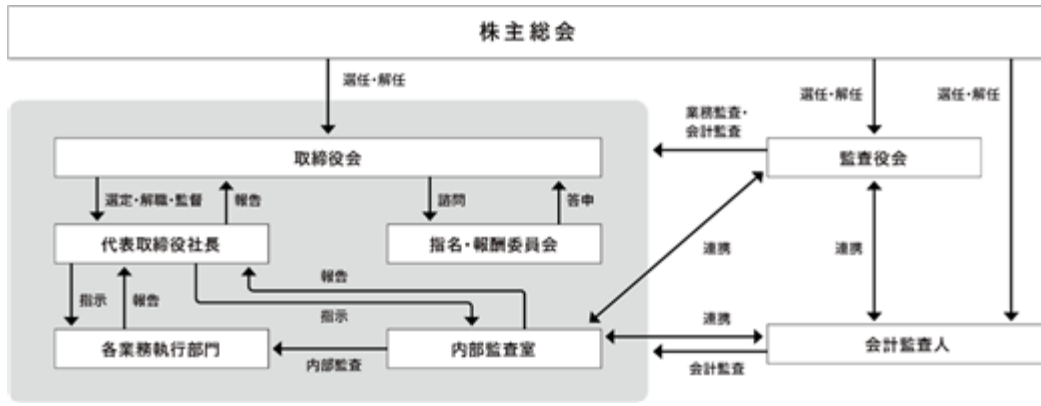 株主総会
選任・解任
選任・解任
選任・解任
業務監査・
会計監査
取締役会
監査役会
選定・解職・監督
報告
諮問
答申
代表取締役社長
指名・報酬委員会
連携
連携
報告
指示
報告
指示
連携
各業務執行部門
内部監査室
会計監査人
内部監査
会計監査